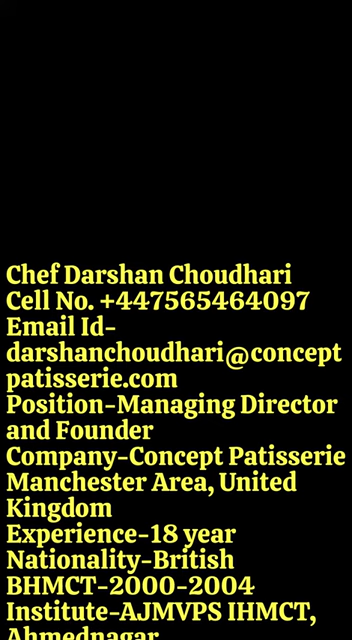 Chef Darshan Choudhari
Cell No. +447565464097
Email Id-
darshanchoudhari@concept
patisserie.com
Position-Managing Director
and Founder
Company-Concept Patisserie
Manchester Area, United
Kingdom
Experience-18 year
Nationality-British
BHMCT-2000-2004
Institute-AJMVPS IHMCT,
Ahmednagar